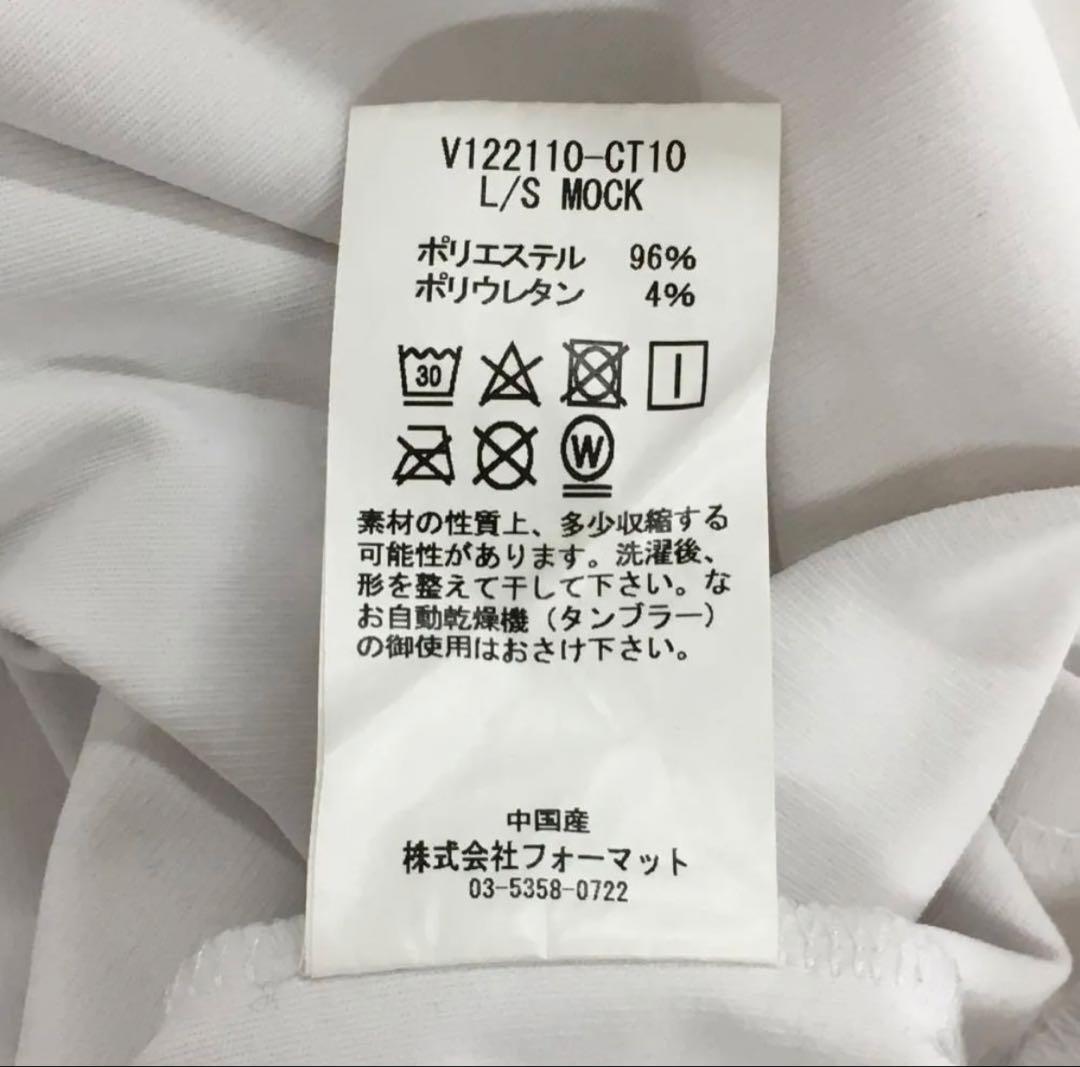 V122110-CT10
L/S MOCK
ポリエステル 96%
ポリウレタン 4%
30
W
素材の性質上、多少収縮する
可能性があります。洗濯後、
形を整えて干して下さい。な
お自動乾燥機(タンブラー)
の御使用はおさけ下さい。
中国産
株式会社フォーマット
03-5358-0722